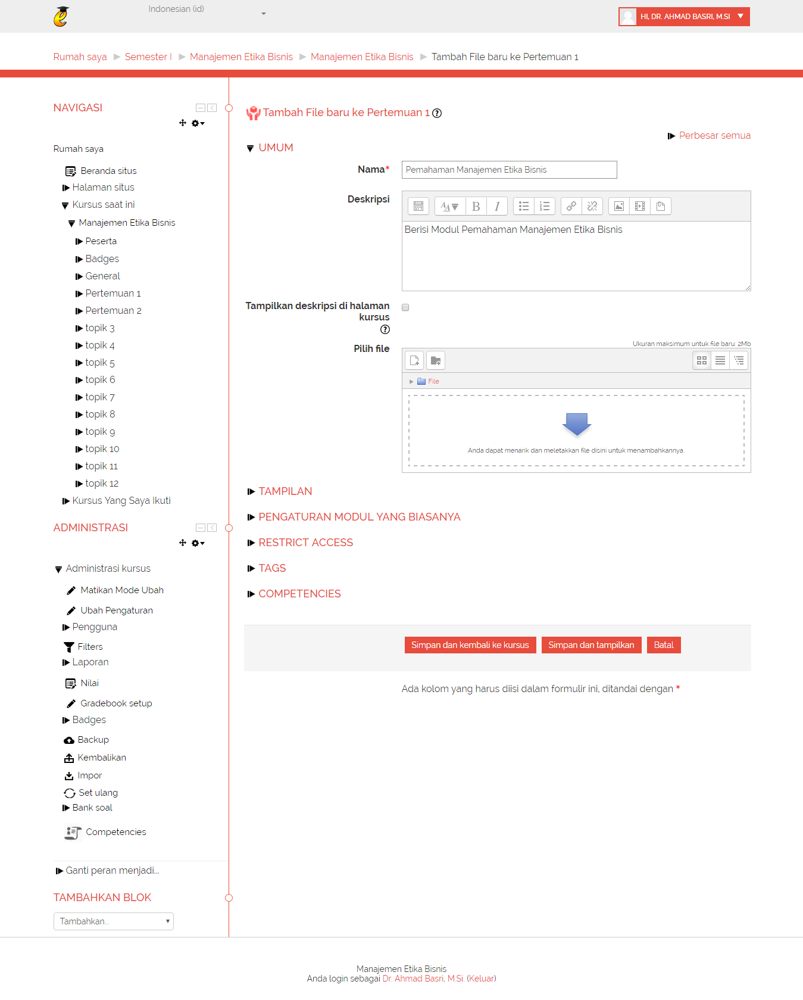 Indonesian (id)
HI, DR. AHMAD BASRI, M.SI
Rumah saya Semester I Manajemen Etika Bisnis Manajemen Etika Bisnis Tambah File baru ke Pertemuan 1
NAVIGASI
Rumah saya
Beranda situs
Halaman situs
Kursus saat ini
Manajemen Etika Bisnis
Peserta
Badges
General
Pertemuan 1
Pertemuan 2
topik 3
topik 4
topik 5
topik 6
topik 7
topik 8
topik 9
topik 10
topik 11
topik 12
Kursus Yang Saya Ikuti
ADMINISTRASI
Administrasi kursus
Matikan Mode Ubah
Ubah Pengaturan
Pengguna
Filters
Laporan
Nilai
Gradebook setup
Badges
Backup
Kembalikan
Impor
Set ulang
Bank soal
Competencies
Ganti peran menjadi...
TAMBAHKAN BLOK
Tambahkan...
Tambah File baru ke Pertemuan 1
Perbesar semua
UMUM
Nama* Pemahaman Manajemen Etika Bisnis
Deskripsi
Berisi Modul Pemahaman Manajemen Etika Bisnis
Tampilkan deskripsi di halaman
kursus
Ukuran maksimum untuk file baru: 2Mb
Pilih file
File
Anda dapat menarik dan meletakkan file disini untuk menambahkannya.
TAMPILAN
PENGATURAN MODUL YANG BIASANYA
RESTRICT ACCESS
TAGS
COMPETENCIES
Simpan dan kembali ke kursus Simpan dan tampilkan Batal
Ada kolom yang harus diisi dalam formulir ini, ditandai dengan *
Manajemen Etika Bisnis
Anda login sebagai Dr. Ahmad Basri, M.Si. (Keluar)